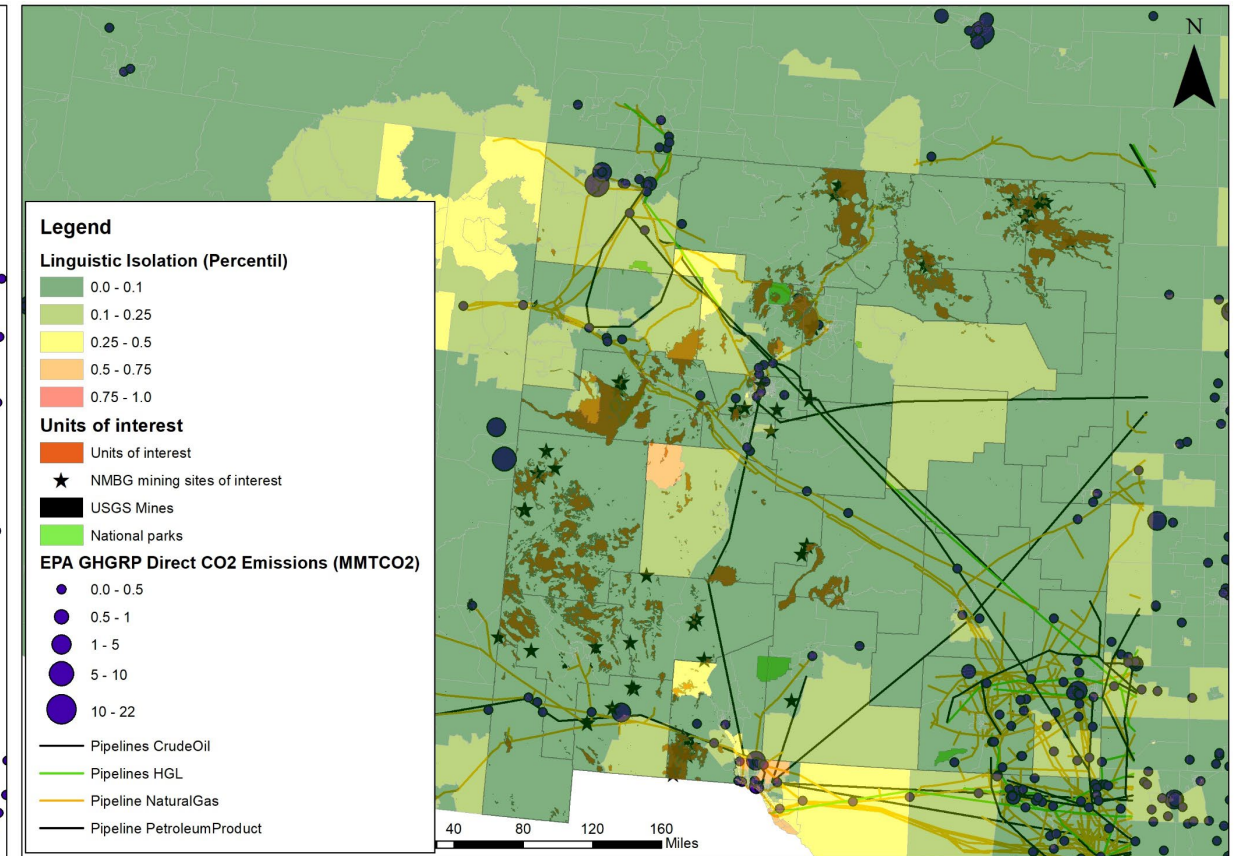 N
Legend
Linguistic Isolation (Percentil)
0.0 - 0.1
0.1 - 0.25
0.25 - 0.5
0.5 - 0.75
0.75 - 1.0
Units of interest
Units of interest
NMBG mining sites of interest
USGS Mines
National parks
EPA GHGRP Direct CO2 Emissions (MMTCO2)
0.0 - 0.5
0.5 - 1
1 - 5
5 - 10
10 - 22
Pipelines CrudeOil
Pipelines HGL
Pipeline NaturalGas
Pipeline PetroleumProduct
40 80 120 160
Miles